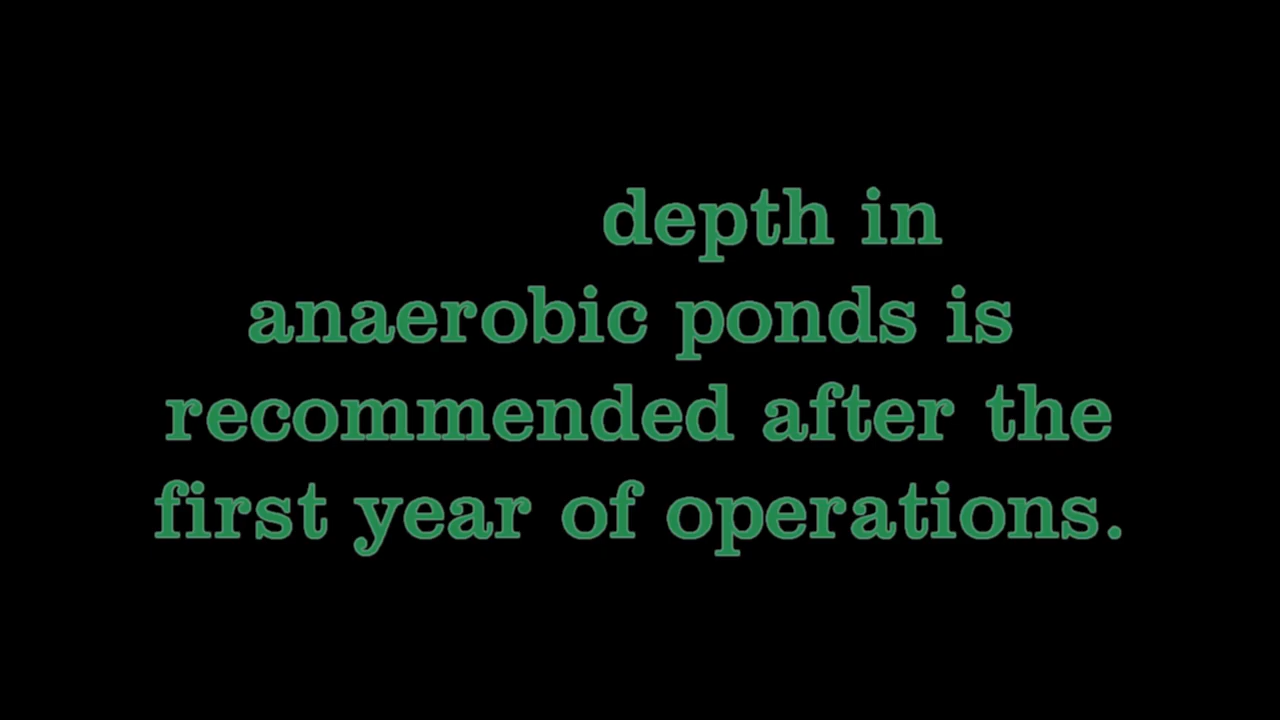 depth in
anaerobic ponds is
recommended after the
first year of operations.